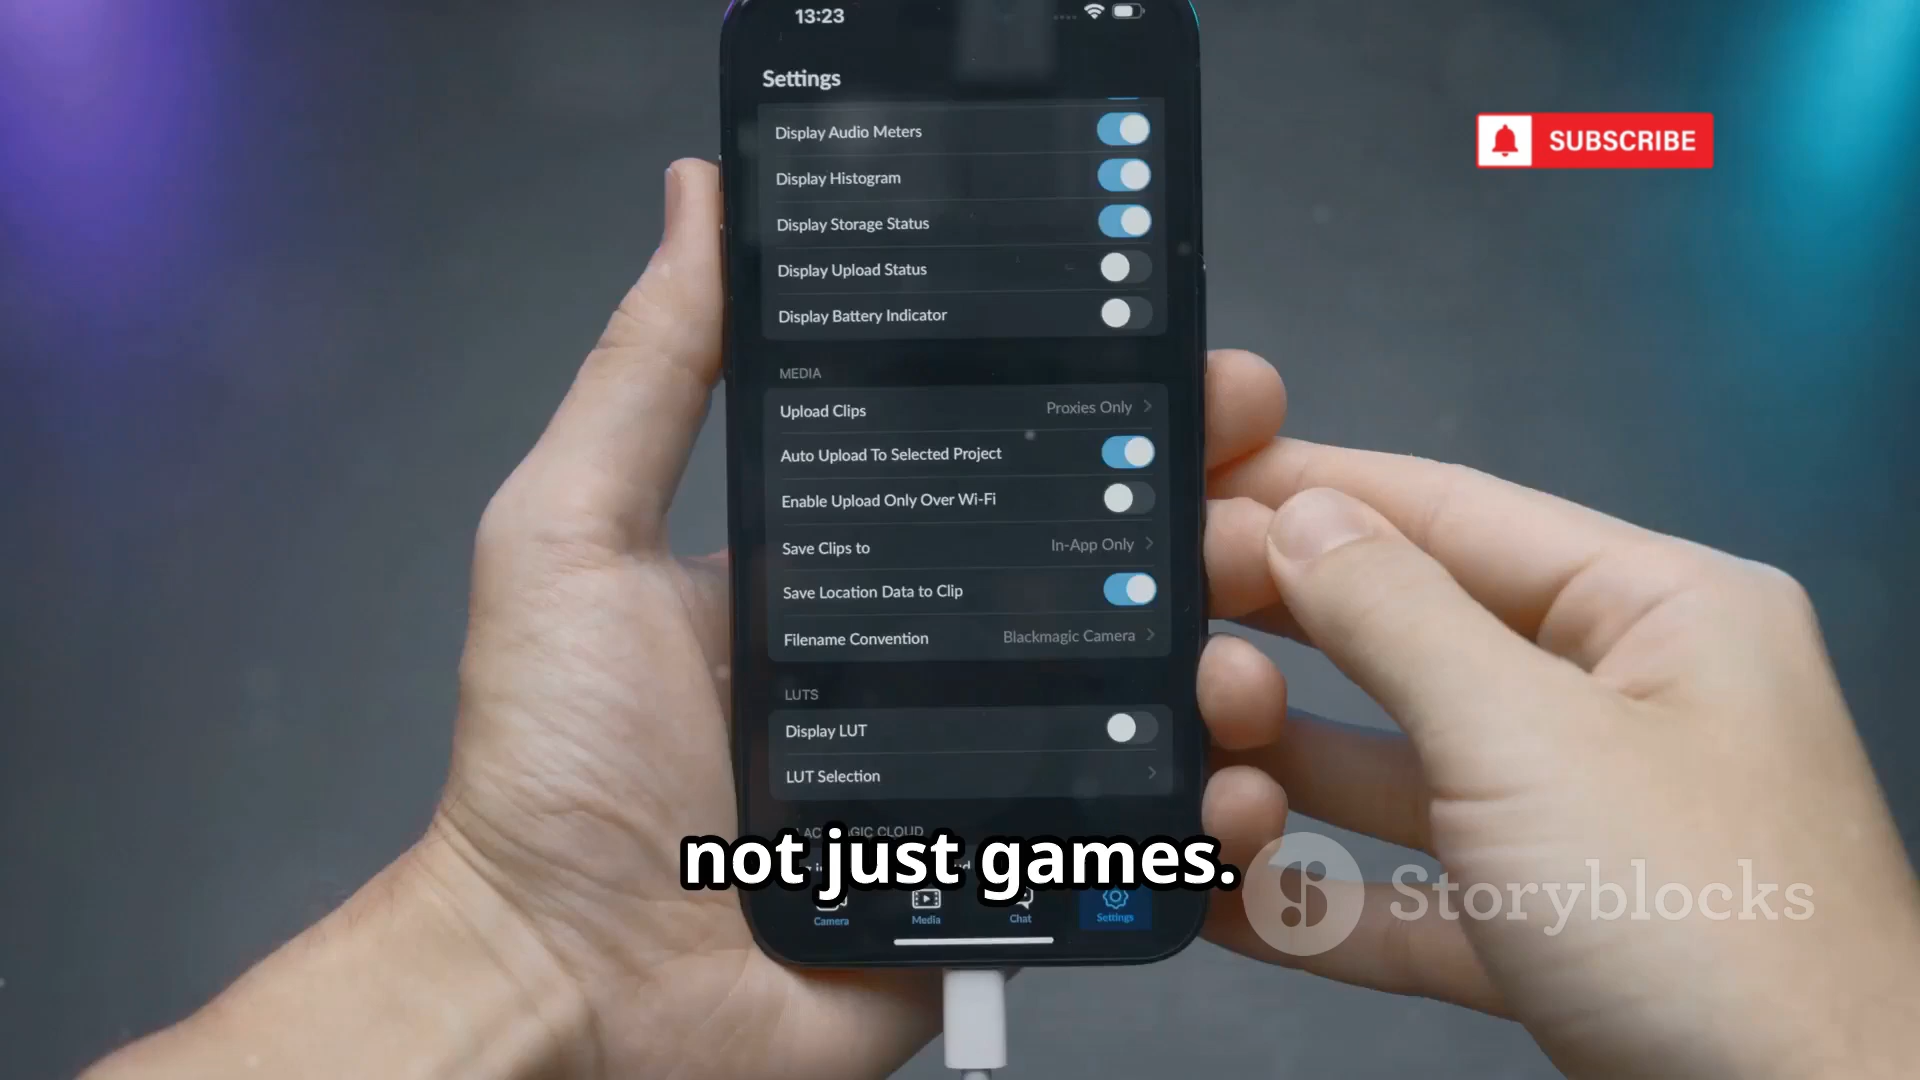 13:23
Settings
SUBSCRIBE
Display Audio Meters
Display Histogram
Display Storage Status
Display Upload Status
Display Battery Indicator
MEDIA
Upload Clips Proxies Only
Auto Upload To Selected Project
Enable Upload Only Over Wi-Fi
Save Clips to In-App Only
Save Location Data to Clip
Filename Convention Blackmagic Camera
LUTS
Display LUT
LUT Selection
CLOUD
not just games.
Storyblocks
Camera Media Chat Settings